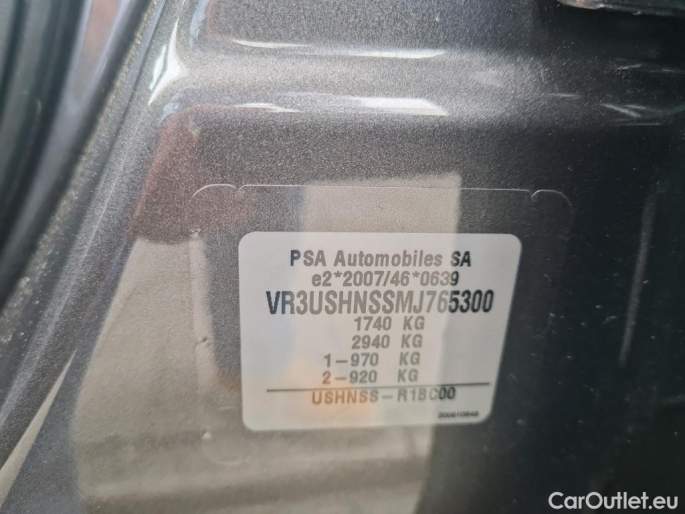 PSA Automobiles SA
e2*2007/46*0639
VR3USHNSSMJ765300
1740 KG
2940 KG
1-970 KG
2-920 KG
USHNSS-R1BC00
CarOutlet.eu